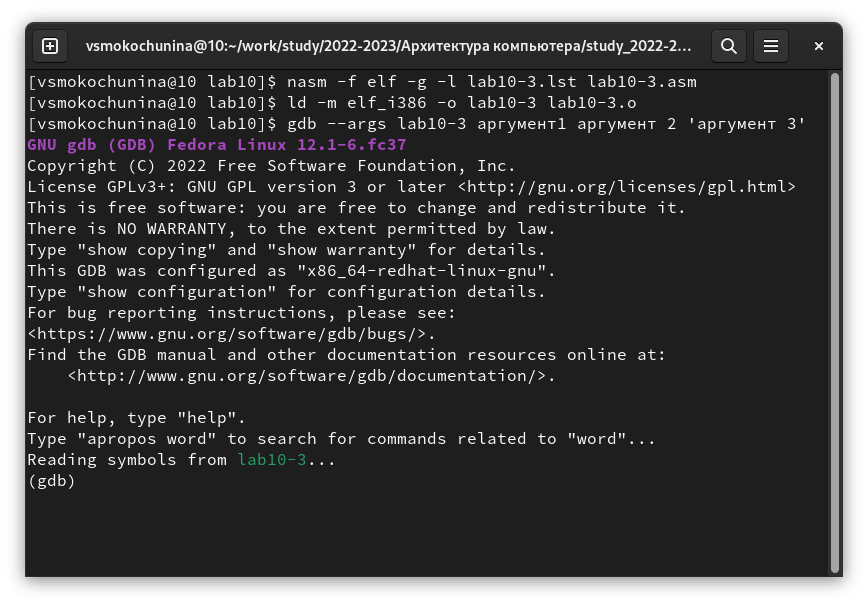 vsmokochunina@10:~/work/study/2022-2023/Архитектура компьютера/study_2022-2...
[vsmokochunina@10 lab10]$ nasm -f elf -g -l lab10-3.lst lab10-3.asm
[vsmokochunina@10 lab10]$ ld -m elf_i386 -o lab10-3 lab10-3.o
[vsmokochunina@10 lab10]$ gdb --args lab10-3 аргумент1 аргумент 2 'аргумент 3'
GNU gdb (GDB) Fedora Linux 12.1-6.fc37
Copyright (C) 2022 Free Software Foundation, Inc.
License GPLv3+: GNU GPL version 3 or later <http://gnu.org/licenses/gpl.html>
This is free software: you are free to change and redistribute it.
There is NO WARRANTY, to the extent permitted by law.
Type "show copying" and "show warranty" for details.
This GDB was configured as "x86_64-redhat-linux-gnu".
Type "show configuration" for configuration details.
For bug reporting instructions, please see:
<https://www.gnu.org/software/gdb/bugs/>.
Find the GDB manual and other documentation resources online at:
    <http://www.gnu.org/software/gdb/documentation/>.
For help, type "help".
Type "apropos word" to search for commands related to "word"...
Reading symbols from lab10-3...
(gdb)